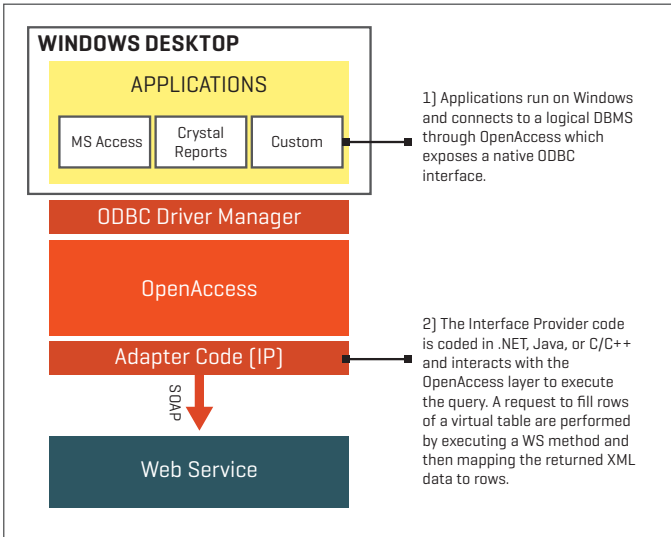 WINDOWS DESKTOP
APPLICATIONS
MS Access
Crystal
Reports
Custom
1) Applications run on Windows
and connects to a logical DBMS
through OpenAccess which
exposes a native ODBC
interface.
ODBC Driver Manager
OpenAccess
Adapter Code (IP)
2) The Interface Provider code
is coded in .NET, Java, or C/C++
and interacts with the
OpenAccess layer to execute
the query. A request to fill rows
of a virtual table are performed
by executing a WS method and
then mapping the returned XML
data to rows.
SOAP
Web Service